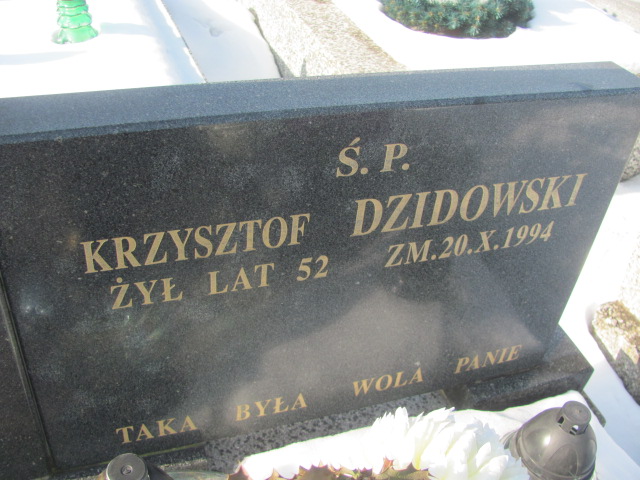 Ś. P.
KRZYSZTOF DZIDOWSKI
ŻYŁ LAT 52 ZM.20.X.1994
TAKA BYŁA WOLA PANIE